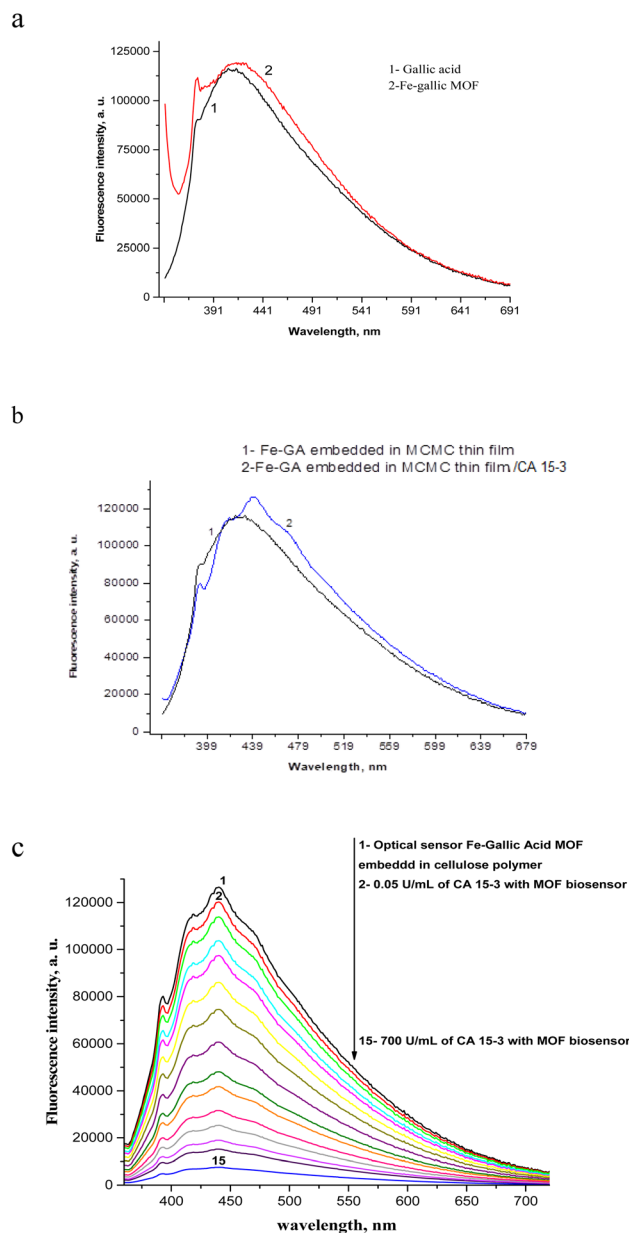 a
125000
100000
75000
50000
25000
0
Fluorescence intensity, a. u.
1
2
1- Gallic acid
2-Fe-gallic MOF
391 441 491 541 591 641 691
Wavelength, nm
b
1- Fe-GA embedded in MCMC thin film
2-Fe-GA embedded in MCMC thin film/CA 15-3
120000
100000
80000
60000
40000
20000
0
Fluorescence intensity, a. u.
1
2
399 439 479 519 559 599 639 679
Wavelength, nm
c
1- Optical sensor Fe-Gallic Acid MOF
embeddd in cellulose polymer
2- 0.05 U/mL of CA 15-3 with MOF biosensor
15- 700 U/mL of CA 15-3 with MOF biosensor
120000
100000
80000
60000
40000
20000
0
Fluorescence intensity, a. u.
1
2
15
400 450 500 550 600 650 700
wavelength, nm